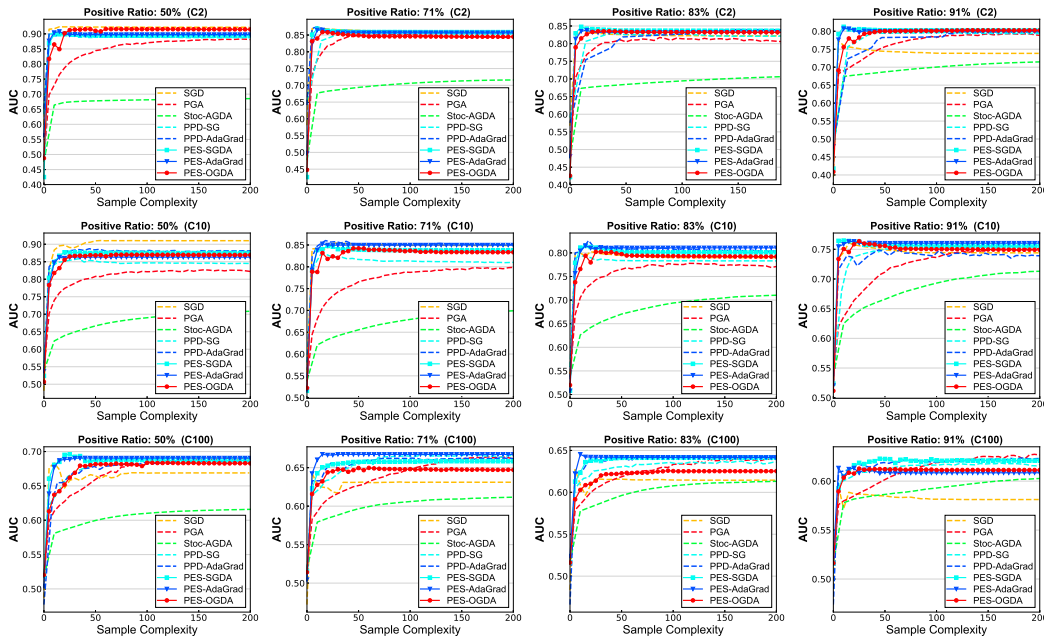 Positive Ratio: 50% (C2)
AUC
0.90
0.85
0.80
0.75
0.70
0.65
0.60
0.55
0.50
0.45
0.40
0 50 100 150 200
Sample Complexity
SGD
PGA
Stoc-AGDA
PPD-SG
PPD-AdaGrad
PES-SGDA
PES-AdaGrad
PES-OGDA
Positive Ratio: 71% (C2)
AUC
0.85
0.80
0.75
0.70
0.65
0.60
0.55
0.50
0.45
0 50 100 150 200
Sample Complexity
SGD
PGA
Stoc-AGDA
PPD-SG
PPD-AdaGrad
PES-SGDA
PES-AdaGrad
PES-OGDA
Positive Ratio: 83% (C2)
AUC
0.85
0.80
0.75
0.70
0.65
0.60
0.55
0.50
0.45
0.40
0 50 100 150
Sample Complexity
SGD
PGA
Stoc-AGDA
PPD-SG
PPD-AdaGrad
PES-SGDA
PES-AdaGrad
PES-OGDA
Positive Ratio: 91% (C2)
AUC
0.80
0.75
0.70
0.65
0.60
0.55
0.50
0.45
0.40
0 50 100 150 200
Sample Complexity
SGD
PGA
Stoc-AGDA
PPD-SG
PPD-AdaGrad
PES-SGDA
PES-AdaGrad
PES-OGDA
Positive Ratio: 50% (C10)
AUC
0.90
0.85
0.80
0.75
0.70
0.65
0.60
0.55
0.50
0 50 100 150 200
Sample Complexity
SGD
PGA
Stoc-AGDA
PPD-SG
PPD-AdaGrad
PES-SGDA
PES-AdaGrad
PES-OGDA
Positive Ratio: 71% (C10)
AUC
0.85
0.80
0.75
0.70
0.65
0.60
0.55
0.50
0 50 100 150 200
Sample Complexity
SGD
PGA
Stoc-AGDA
PPD-SG
PPD-AdaGrad
PES-SGDA
PES-AdaGrad
PES-OGDA
Positive Ratio: 83% (C10)
AUC
0.85
0.80
0.75
0.70
0.65
0.60
0.55
0.50
0 50 100 150 200
Sample Complexity
SGD
PGA
Stoc-AGDA
PPD-SG
PPD-AdaGrad
PES-SGDA
PES-AdaGrad
PES-OGDA
Positive Ratio: 91% (C10)
AUC
0.75
0.70
0.65
0.60
0.55
0.50
0 50 100 150 200
Sample Complexity
SGD
PGA
Stoc-AGDA
PPD-SG
PPD-AdaGrad
PES-SGDA
PES-AdaGrad
PES-OGDA
Positive Ratio: 50% (C100)
AUC
0.70
0.65
0.60
0.55
0.50
0 50 100 150 200
Sample Complexity
SGD
PGA
Stoc-AGDA
PPD-SG
PPD-AdaGrad
PES-SGDA
PES-AdaGrad
PES-OGDA
Positive Ratio: 71% (C100)
AUC
0.65
0.60
0.55
0.50
0 50 100 150 200
Sample Complexity
SGD
PGA
Stoc-AGDA
PPD-SG
PPD-AdaGrad
PES-SGDA
PES-AdaGrad
PES-OGDA
Positive Ratio: 83% (C100)
AUC
0.65
0.60
0.55
0.50
0 50 100 150 200
Sample Complexity
SGD
PGA
Stoc-AGDA
PPD-SG
PPD-AdaGrad
PES-SGDA
PES-AdaGrad
PES-OGDA
Positive Ratio: 91% (C100)
AUC
0.60
0.55
0.50
0 50 100 150 200
Sample Complexity
SGD
PGA
Stoc-AGDA
PPD-SG
PPD-AdaGrad
PES-SGDA
PES-AdaGrad
PES-OGDA